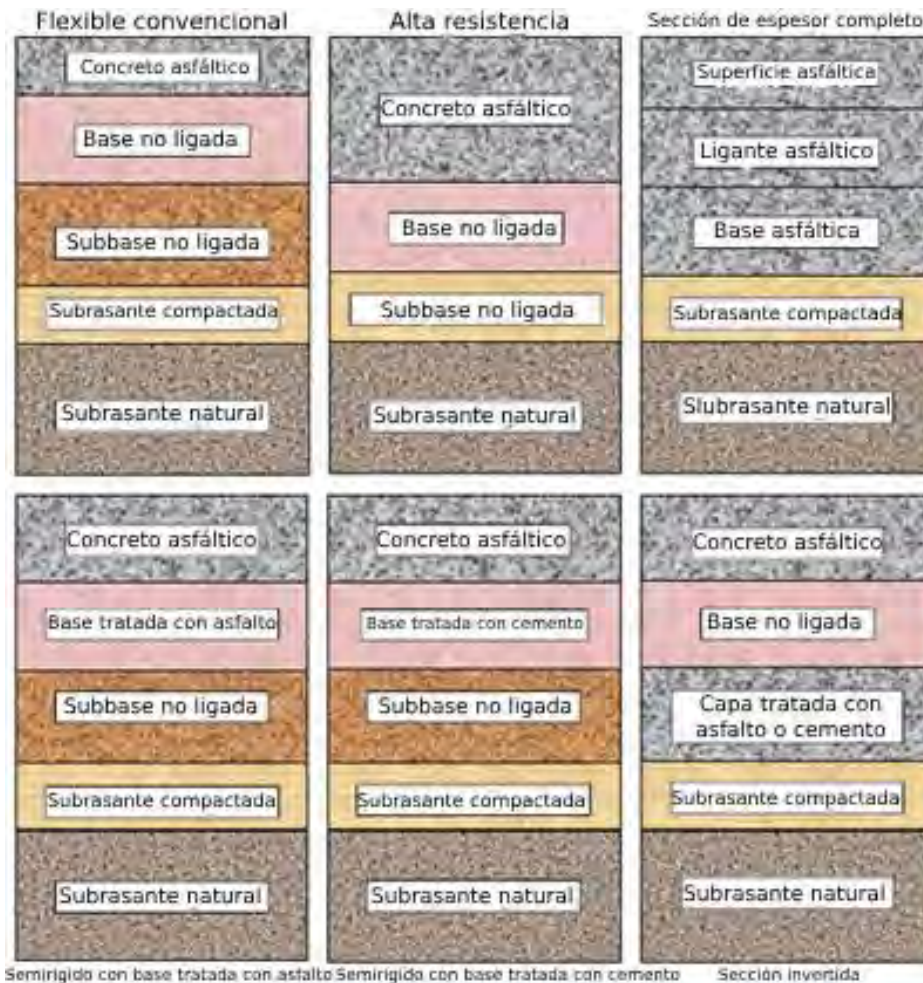 Flexible convencional
Concreto asfáltico
Base no ligada
Subbase no ligada
Subrasante compactada
Subrasante natural
Alta resistencia
Concreto asfáltico
Base no ligada
Subbase no ligada
Subrasante natural
Sección de espesor completo
Superficie asfáltica
Ligante asfáltico
Base asfáltica
Subrasante compactada
Slubrasante natural
Concreto asfáltico
Base tratada con asfalto
Subbase no ligada
Subrasante compactada
Subrasante natural
Semirigido con base tratada con asfalto
Concreto asfáltico
Base tratada con cemento
Subbase no ligada
Subrasante compactada
Subrasante natural
Semirigido con base tratada con cemento
Concreto asfáltico
Base no ligada
Capa tratada con
asfalto o cemento
Subrasante compactada
Subrasante natural
Sección invertida